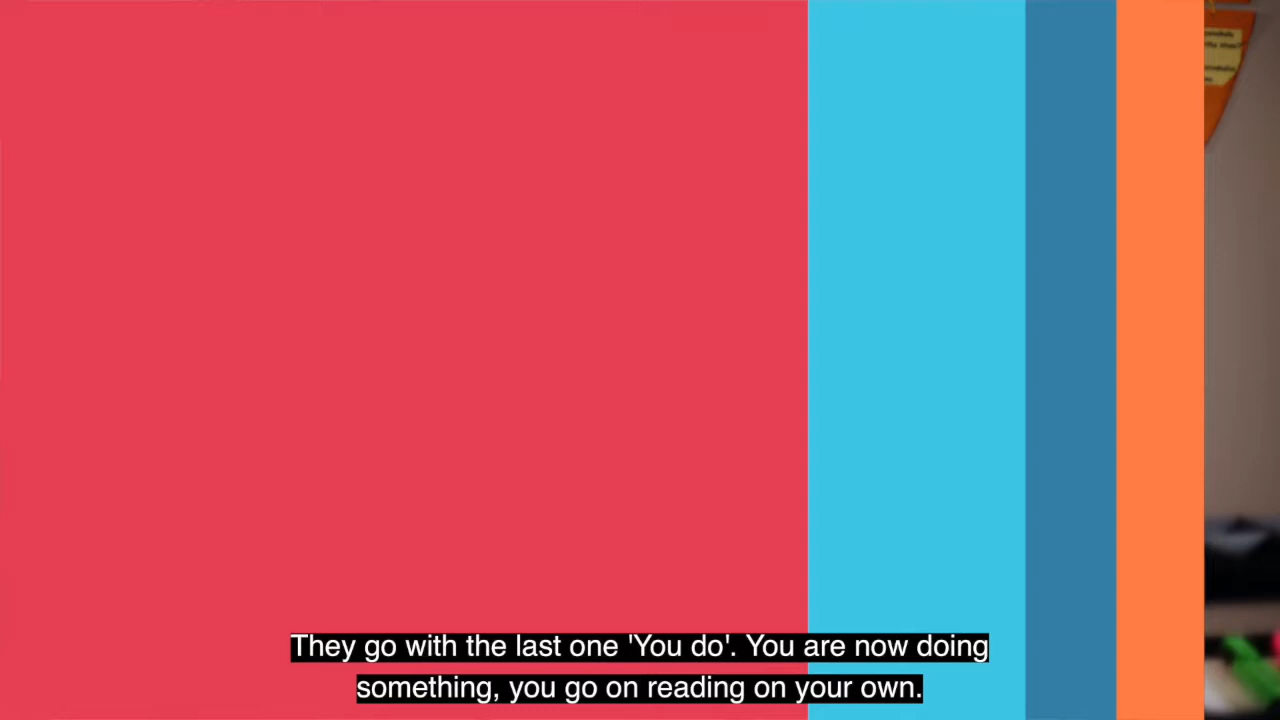 They go with the last one 'You do'. You are now doing
something, you go on reading on your own.